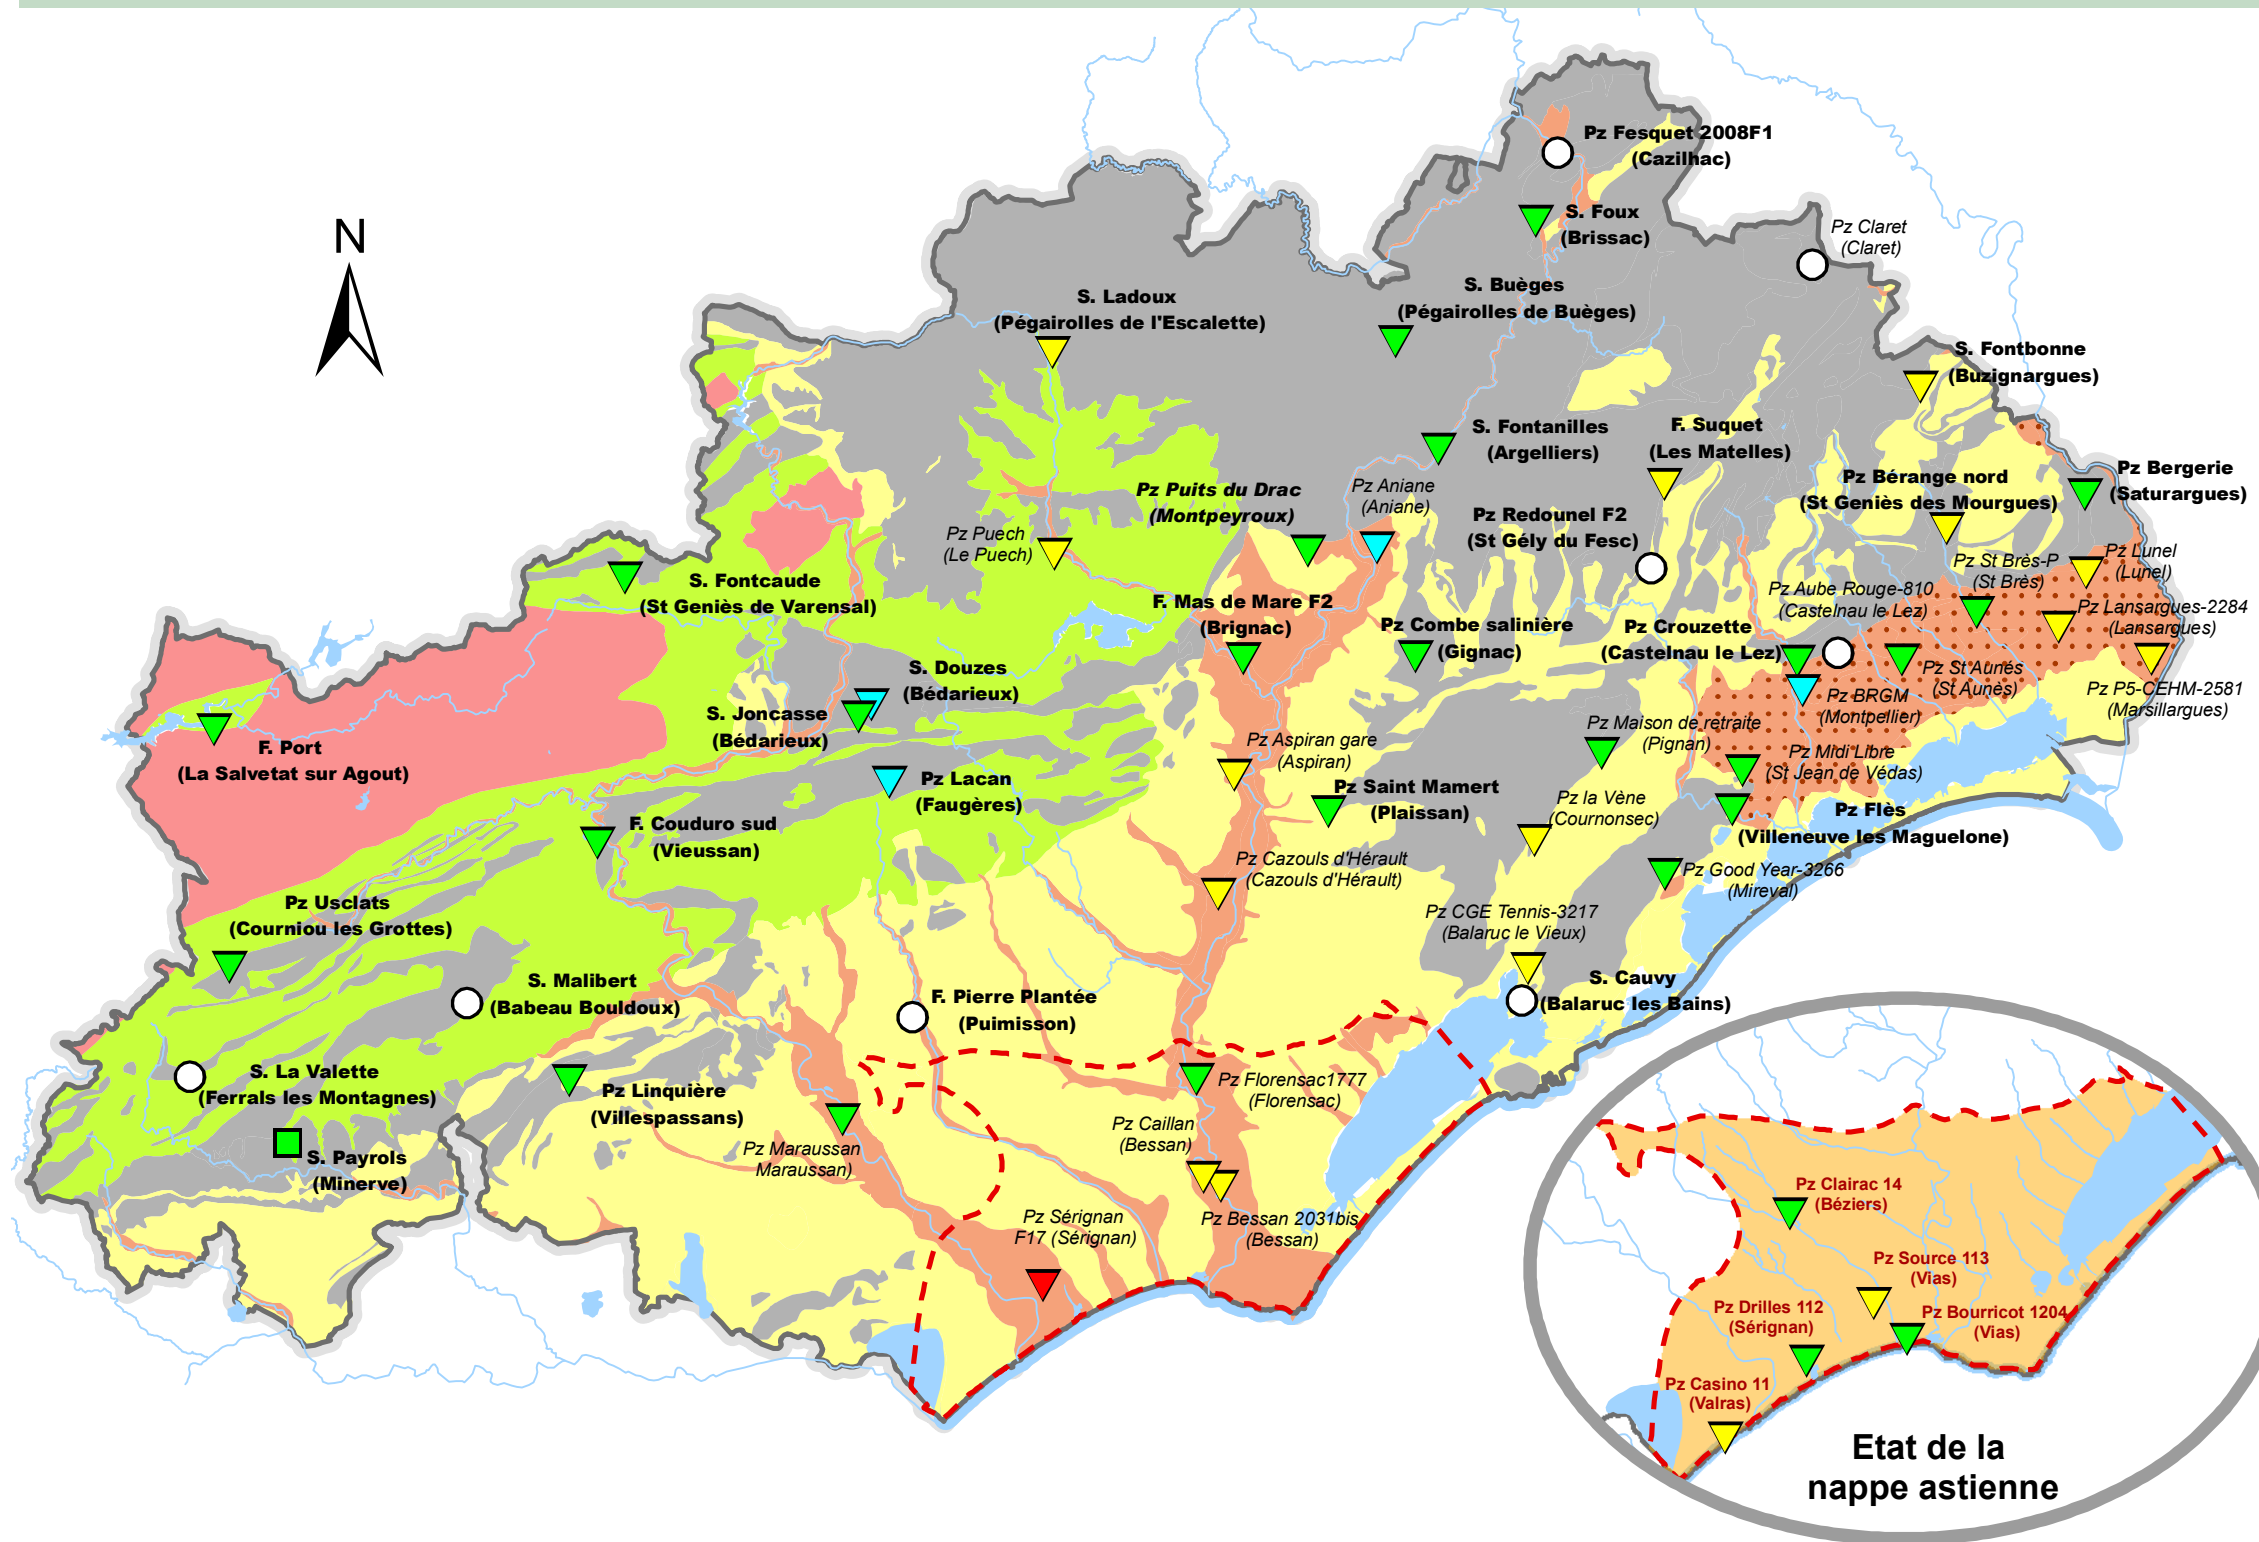 N
Pz Fesquet 2008F1
(Cazilhac)
S. Foux
(Brissac)
Pz Claret
(Claret)
S. Buèges
(Pégairolles de Buèges)
S. Ladoux
(Pégairolles de l'Escalette)
S. Fontbonne
(Buzignargues)
S. Fontanilles
(Argelliers)
F. Suquet
(Les Matelles)
Pz Bérange nord
(St Geniès des Mourgues)
Pz Bergerie
(Saturargues)
Pz Puits du Drac
(Montpeyroux)
Pz Aniane
(Aniane)
Pz Redounel F2
(St Gély du Fesc)
Pz Puech
(Le Puech)
Pz St Brès-P
(St Brès)
Pz Lunel
(Lunel)
S. Fontcaude
(St Geniès de Varensal)
F. Mas de Mare F2
(Brignac)
Pz Aube Rouge-810
(Castelnau le Lez)
Pz Lansargues-2284
(Lansargues)
Pz Combe salinière
(Gignac)
Pz Crouzette
(Castelnau le Lez)
S. Douzes
(Bédarieux)
Pz St Aunés
(St Aunès)
Pz P5-CEHM-2581
(Marsillargues)
S. Joncasse
(Bédarieux)
Pz BRGM
(Montpellier)
Pz Maison de retraite
(Pignan)
F. Port
(La Salvetat sur Agout)
Pz Aspiran gare
(Aspiran)
Pz Midi Libre
(St Jean de Védas)
Pz Lacan
(Faugères)
Pz Saint Mamert
(Plaissan)
Pz la Vène
(Cournonsec)
Pz Flès
(Villeneuve les Maguelone)
F. Couduro sud
(Vieussan)
Pz Cazouls d'Hérault
(Cazouls d'Hérault)
Pz Good Year-3266
(Mireval)
Pz Usclats
(Courniou les Grottes)
Pz CGE Tennis-3217
(Balaruc le Vieux)
S. Malibert
(Babeau Bouldoux)
F. Pierre Plantée
(Puimisson)
S. Cauvy
(Balaruc les Bains)
S. La Valette
(Ferrals les Montagnes)
Pz Linquière
(Villespassans)
Pz Florensac1777
(Florensac)
Pz Caillan
(Bessan)
Pz Maraussan
Maraussan)
S. Payrols
(Minerve)
Pz Sérignan
F17 (Sérignan)
Pz Bessan 2031bis
(Bessan)
Pz Clairac 14
(Béziers)
Pz Source 113
(Vias)
Pz Drilles 112
(Sérignan)
Pz Bourricot 1204
(Vias)
Pz Casino 11
(Valras)
Etat de la
nappe astienne